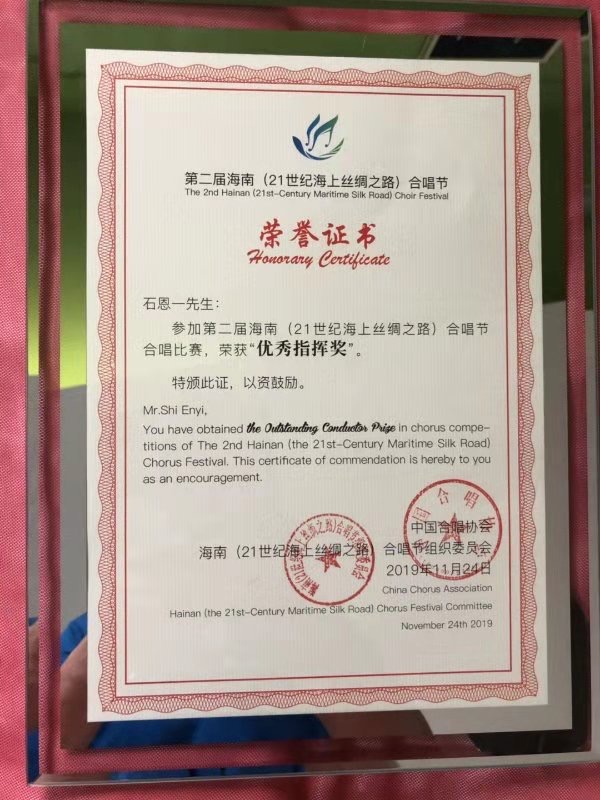 第二届海南（21世纪海上丝绸之路）合唱节
The 2nd Hainan (21st-Century Maritime Silk Road) Choir Festival
荣誉证书
Honorary Certificate
石恩一先生：
参加第二届海南（21世纪海上丝绸之路）合唱节
合唱比赛，荣获“优秀指挥奖”。
特颁此证，以资鼓励。
Mr.Shi Enyi,
You have obtained the Outstanding Conductor Prize in chorus compe-
titions of The 2nd Hainan (the 21st-Century Maritime Silk Road)
Chorus Festival. This certificate of commendation is hereby to you
as an encouragement.
中国合唱协会
海南（21世纪海上丝绸之路）合唱节组织委员会
2019年11月24日
China Chorus Association
Hainan (the 21st-Century Maritime Silk Road) Chorus Festival Committee
November 24th 2019